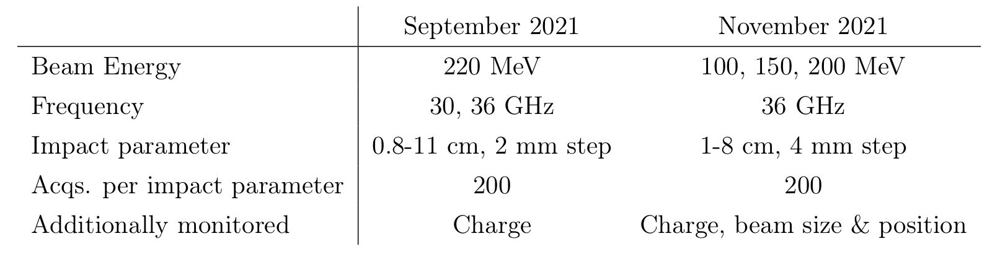 September 2021 November 2021
Beam Energy 220 MeV 100, 150, 200 MeV
Frequency 30, 36 GHz 36 GHz
Impact parameter 0.8-11 cm, 2 mm step 1-8 cm, 4 mm step
Acqs. per impact parameter 200 200
Additionally monitored Charge Charge, beam size & position